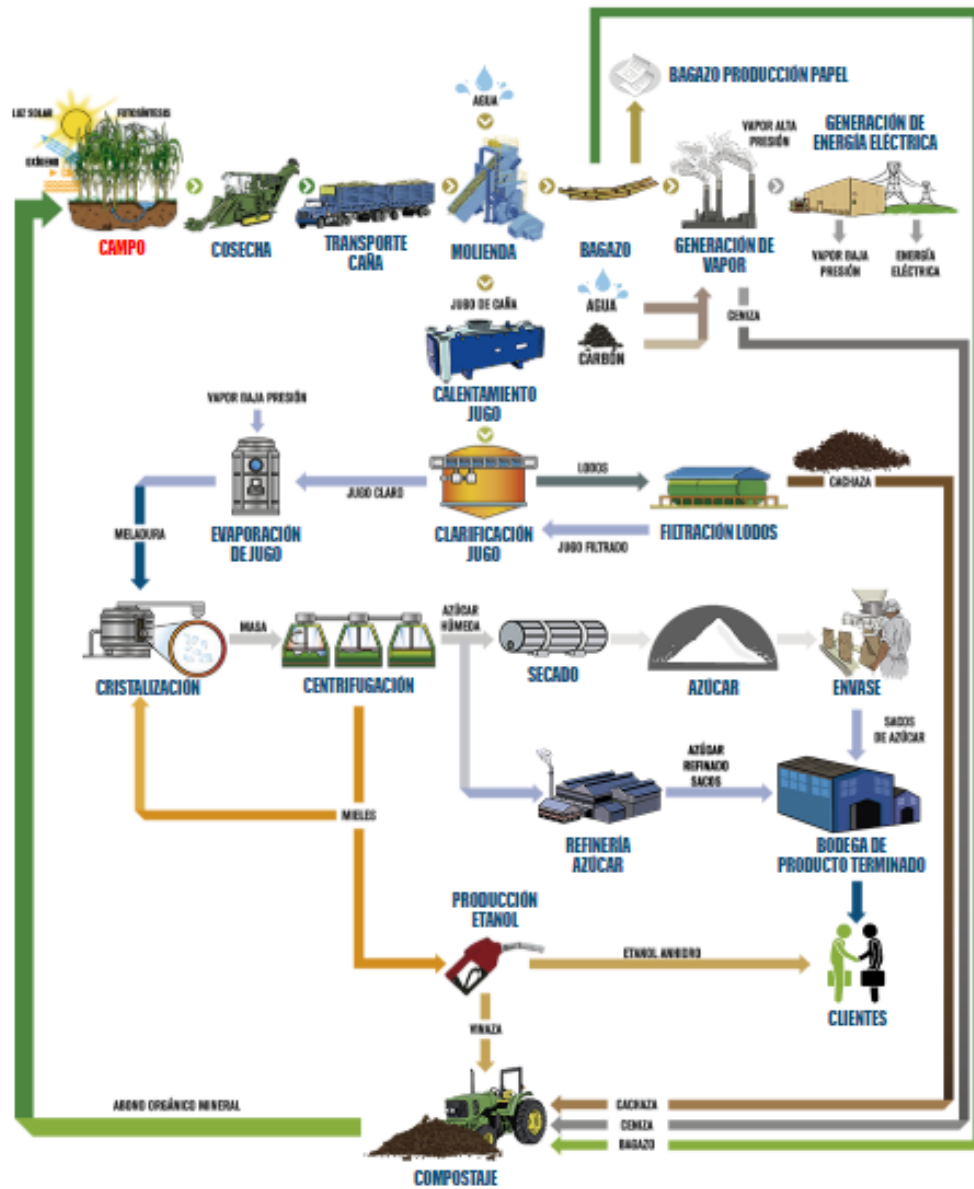 BAGAZO PRODUCCIÓN PAPEL
LUZ SOLAR
FOTOSÍNTESIS
AGUA
VAPOR ALTA
PRESIÓN
GENERACIÓN DE
ENERGÍA ELÉCTRICA
CAMPO
COSECHA
TRANSPORTE
CAÑA
MOLIENDA
BAGAZO
GENERACIÓN DE
VAPOR
VAPOR BAJA
PRESIÓN
ENERGÍA
ELÉCTRICA
JUGO DE CAÑA
AGUA
CENIZA
CARBÓN
CALENTAMIENTO
JUGO
VAPOR BAJA PRESIÓN
LODOS
CACHAZA
JUGO CLARO
MELADURA
EVAPORACIÓN
DE JUGO
CLARIFICACIÓN
JUGO
JUGO FILTRADO
FILTRACIÓN LODOS
MASA
AZÚCAR
HÚMEDA
CRISTALIZACIÓN
CENTRIFUGACIÓN
SECADO
AZÚCAR
ENVASE
SACOS
DE AZÚCAR
AZÚCAR
REFINADO
SACOS
MIELES
REFINERÍA
AZÚCAR
BODEGA DE
PRODUCTO TERMINADO
PRODUCCIÓN
ETANOL
ETANOL ANHIDRO
CLIENTES
VINAZA
ABONO ORGÁNICO MINERAL
CACHAZA
CENIZA
BAGAZO
COMPOSTAJE